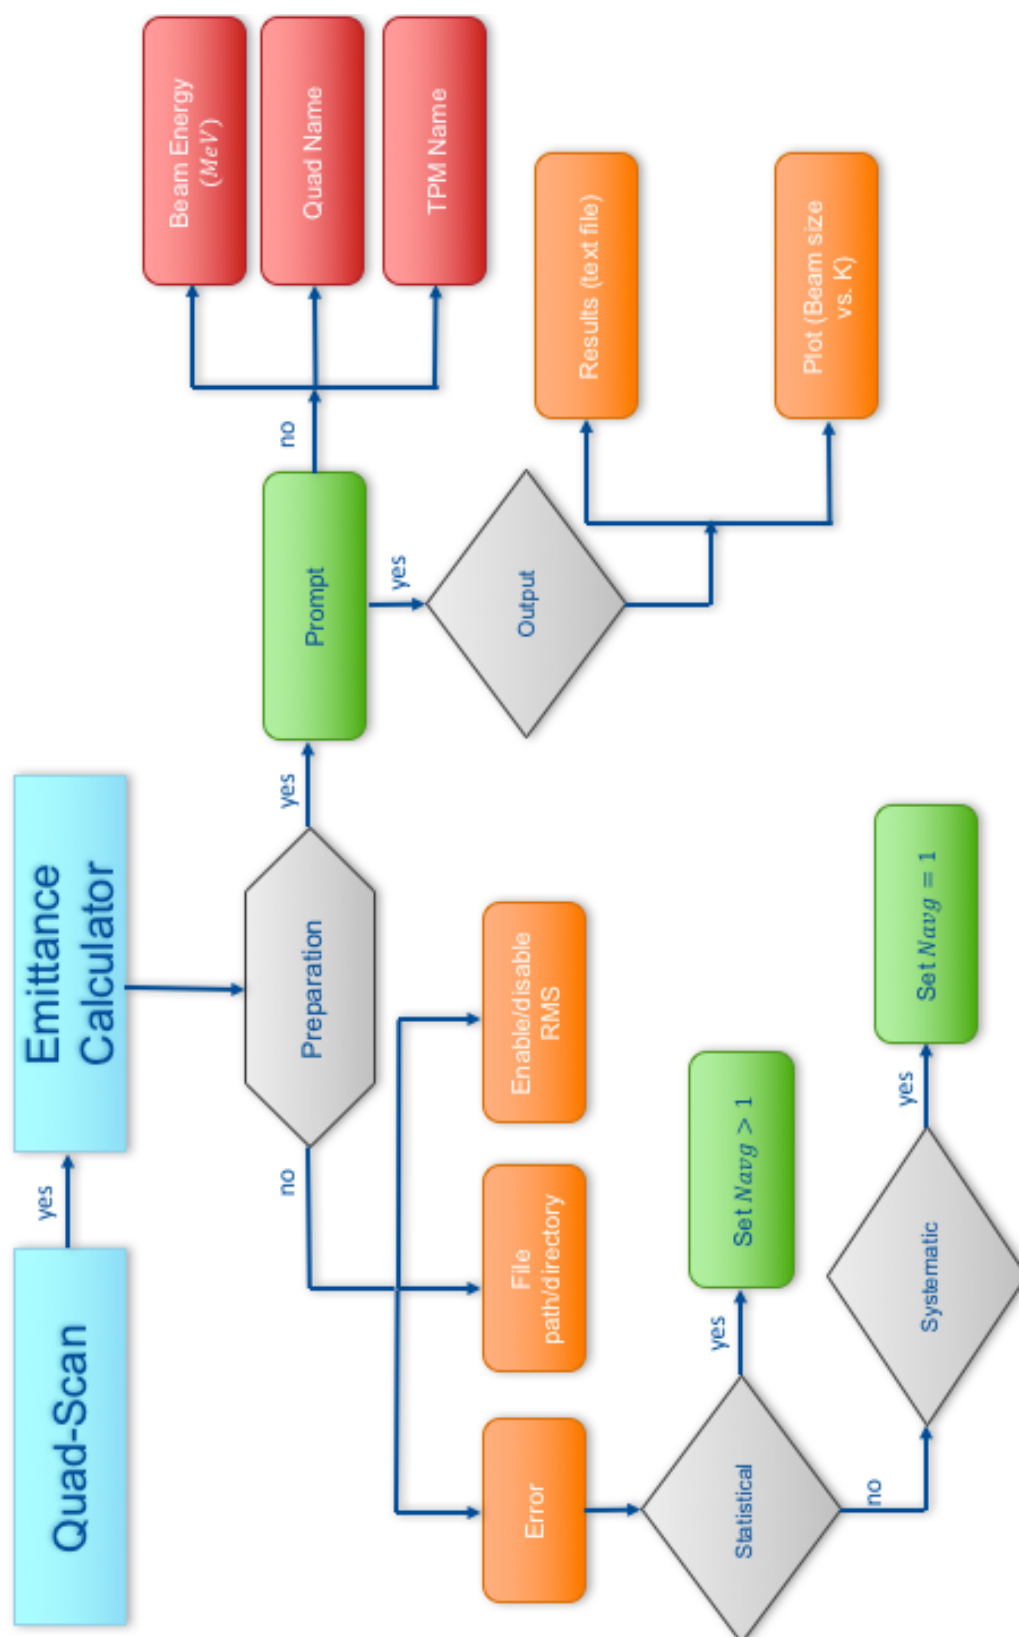 Quad-Scan
yes
Emittance
Calculator
Preparation
yes
Prompt
no
Beam Energy
(MeV)
Quad Name
TPM Name
yes
Output
Results (text file)
Plot (Beam size
vs. K)
no
Error
File
path/directory
Enable/disable
RMS
Statistical
yes
Set Navg > 1
no
Systematic
yes
Set Navg = 1